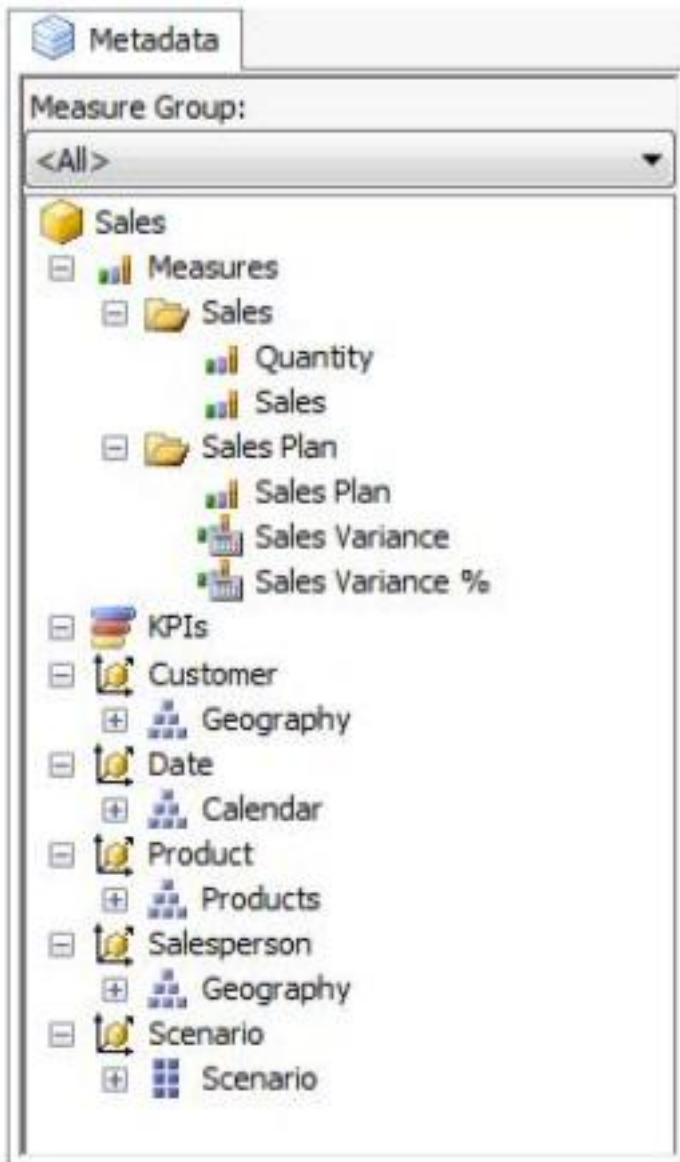 Metadata
Measure Group:
<All>
Sales
Measures
Sales
Quantity
Sales
Sales Plan
Sales Plan
Sales Variance
Sales Variance %
KPIs
Customer
Geography
Date
Calendar
Product
Products
Salesperson
Geography
Scenario
Scenario